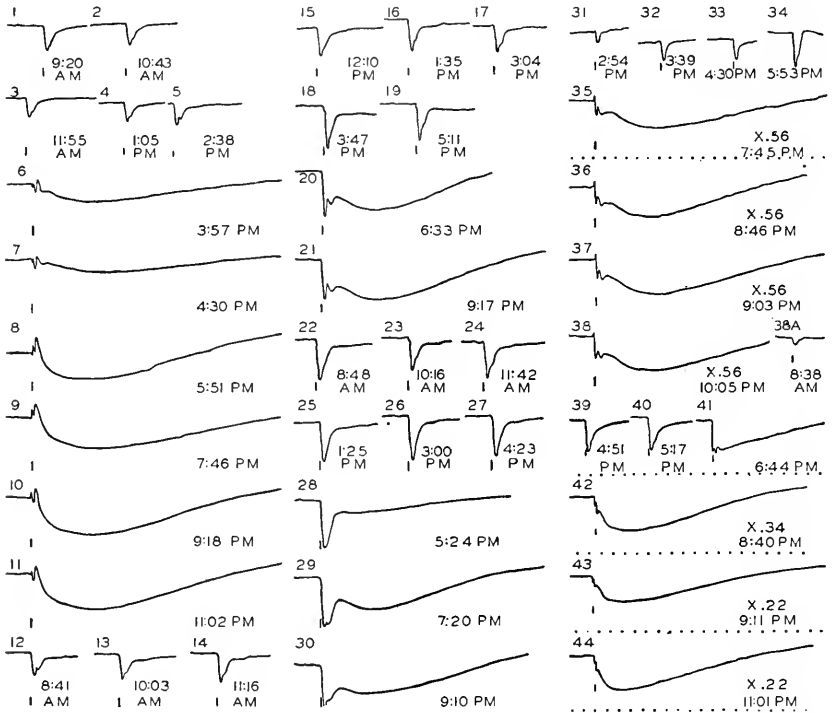 1
9:20
AM
2
10:43
AM
3
11:55
AM
4
1:05
PM
5
2:38
PM
6
3:57 PM
7
4:30 PM
8
5:51 PM
9
7:46 PM
10
9:18 PM
11
11:02 PM
12
8:41
AM
13
10:03
AM
14
11:16
AM
15
12:10
PM
16
1:35
PM
17
3:04
PM
18
3:47
PM
19
5:11
PM
20
6:33 PM
21
9:17 PM
22
8:48
AM
23
10:16
AM
24
11:42
AM
25
1:25
PM
26
3:00
PM
27
4:23
PM
28
5:24 PM
29
7:20 PM
30
9:10 PM
31
2:54
PM
32
3:39
PM
33
4:30 PM
34
5:53 PM
35
X.56
7:45 PM
36
X.56
8:46 PM
37
X.56
9:03 PM
38
X.56
10:05 PM
38A
8:38
AM
39
4:51
PM
40
5:17
PM
41
6:44 PM
42
X.34
8:40 PM
43
X.22
9:11 PM
44
X.22
11:01 PM